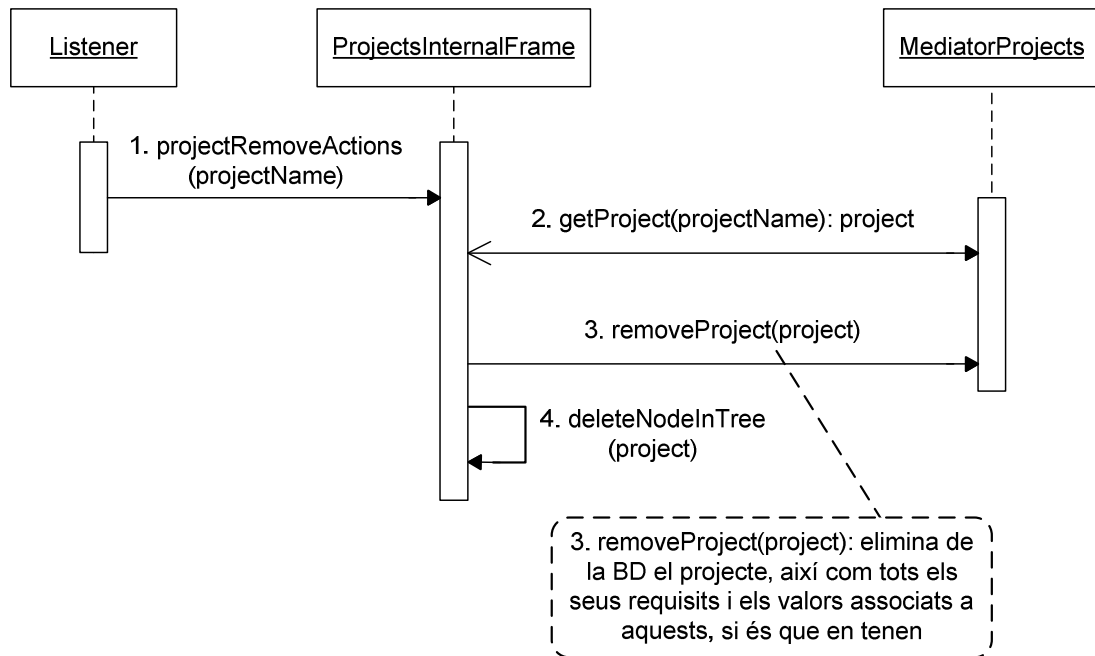 Listener
ProjectsInternalFrame
MediatorProjects
1. projectRemoveActions
(projectName)
2. getProject(projectName): project
3. removeProject(project)
4. deleteNodeInTree
(project)
3. removeProject(project): elimina de
la BD el projecte, així com tots els
seus requisits i els valors associats a
aquests, si és que en tenen